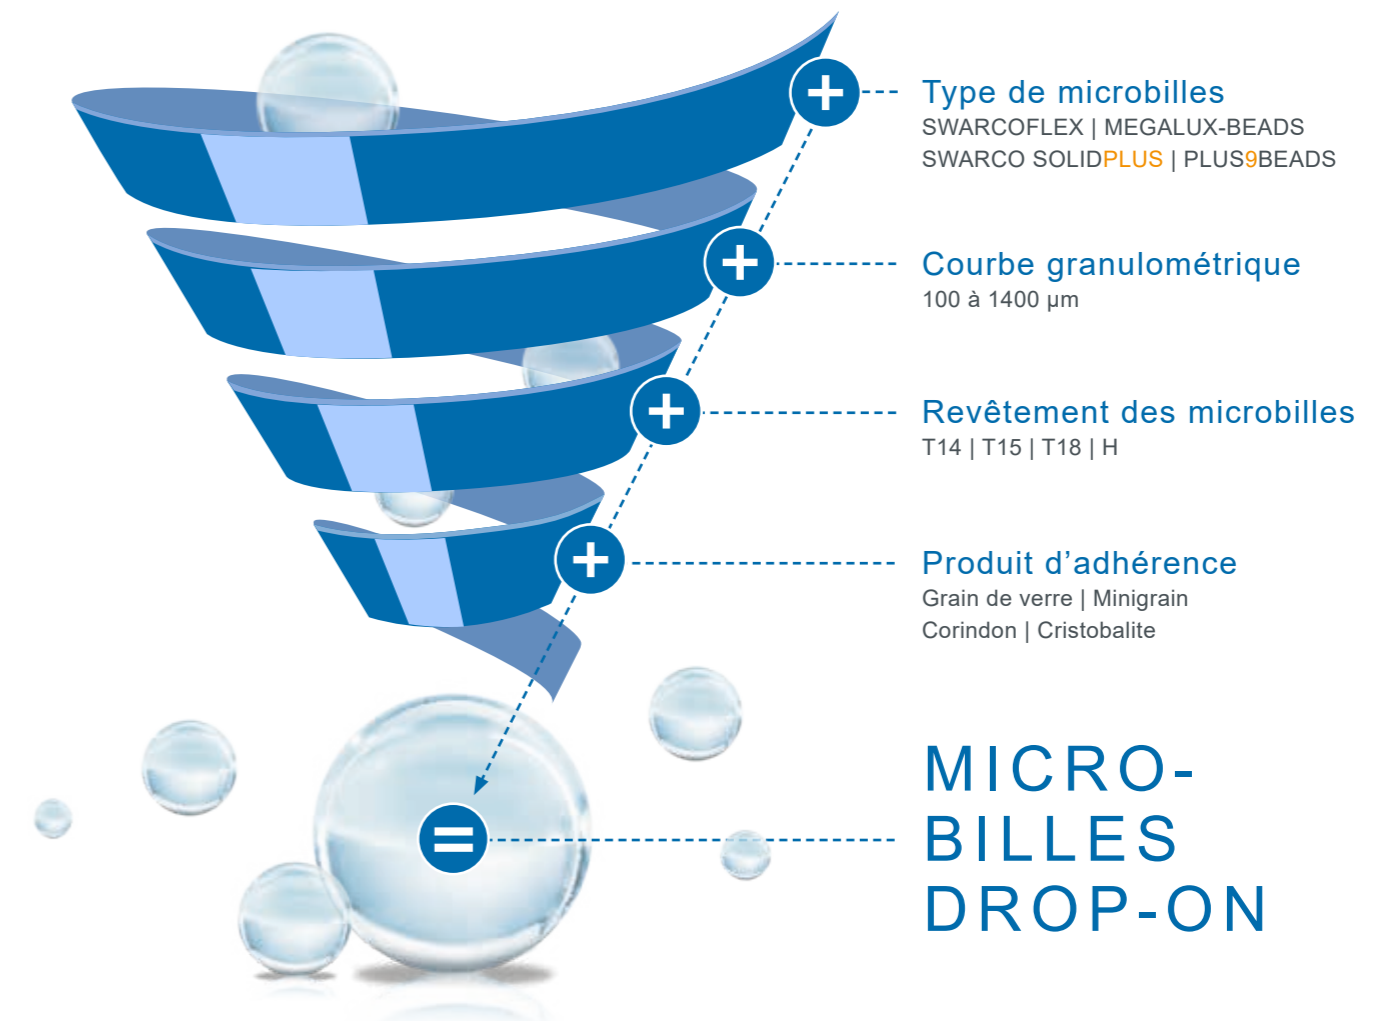 Type de microbilles
SWARCOFLEX | MEGALUX-BEADS
SWARCO SOLIDPLUS | PLUS9BEADS
Courbe granulométrique
100 à 1400 µm
Revêtement des microbilles
T14 | T15 | T18 | H
Produit d’adhérence
Grain de verre | Minigrain
Corindon | Cristobalite
MICRO-
BILLES
DROP-ON